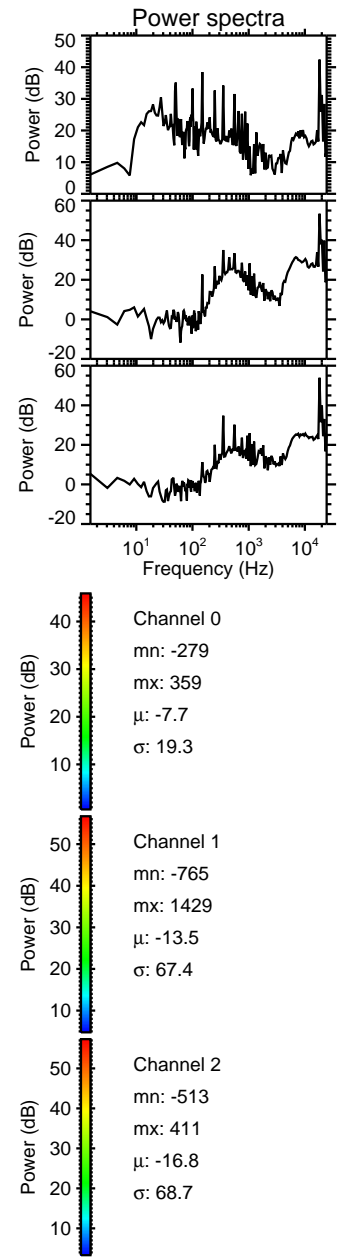 Power spectra
50
40
30
20
10
0
Power (dB)
60
40
20
0
-20
Power (dB)
60
40
20
0
-20
Power (dB)
10¹ 10² 10³ 10⁴
Frequency (Hz)
40
30
20
10
Power (dB)
Channel 0
mn: -279
mx: 359
μ: -7.7
σ: 19.3
50
40
30
20
10
Power (dB)
Channel 1
mn: -765
mx: 1429
μ: -13.5
σ: 67.4
50
40
30
20
10
Power (dB)
Channel 2
mn: -513
mx: 411
μ: -16.8
σ: 68.7